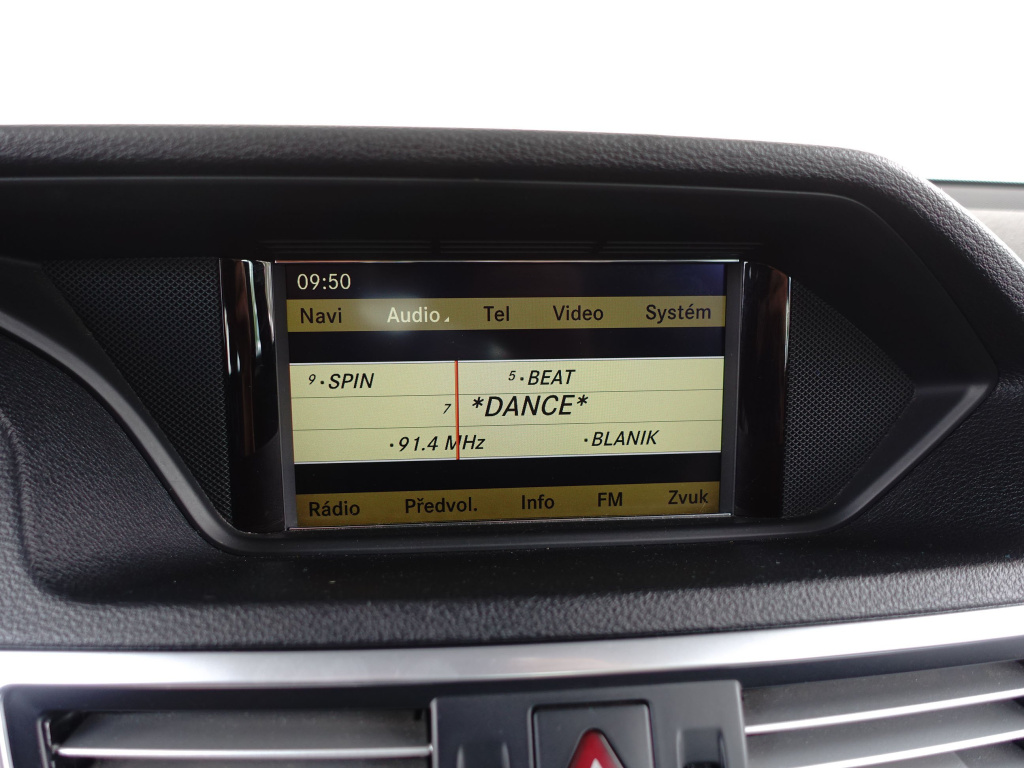 09:50
Navi Audio Tel Video Systém
9 · SPIN 5 · BEAT
7 *DANCE*
· 91.4 MHz · BLANIK
Rádio Předvol. Info FM Zvuk